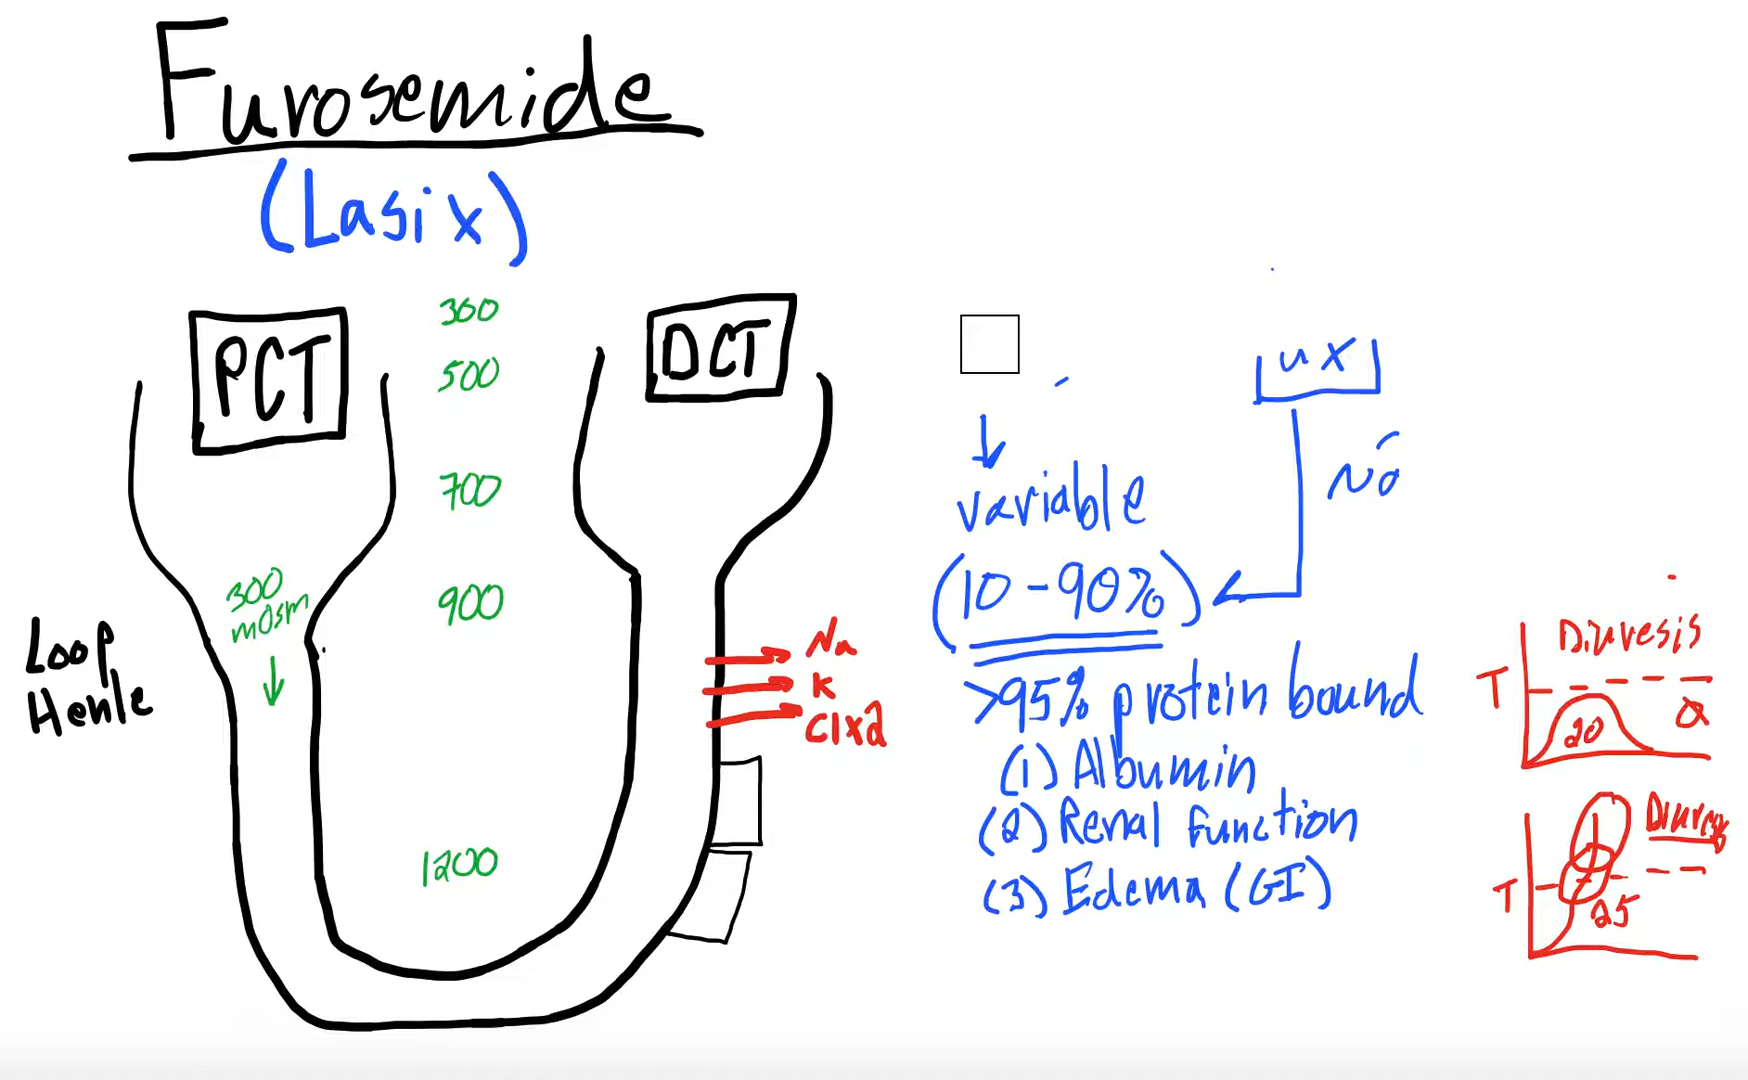 Furosemide
(Lasix)
PCT
DCT
300
500
700
900
1200
300
mOsm
Loop
Henle
Na
K
Clx2
ux
No
variable
(10-90%)
>95% protein bound
(1) Albumin
(2) Renal function
(3) Edema (GI)
Diuresis
T
20
Diuresis
T
25